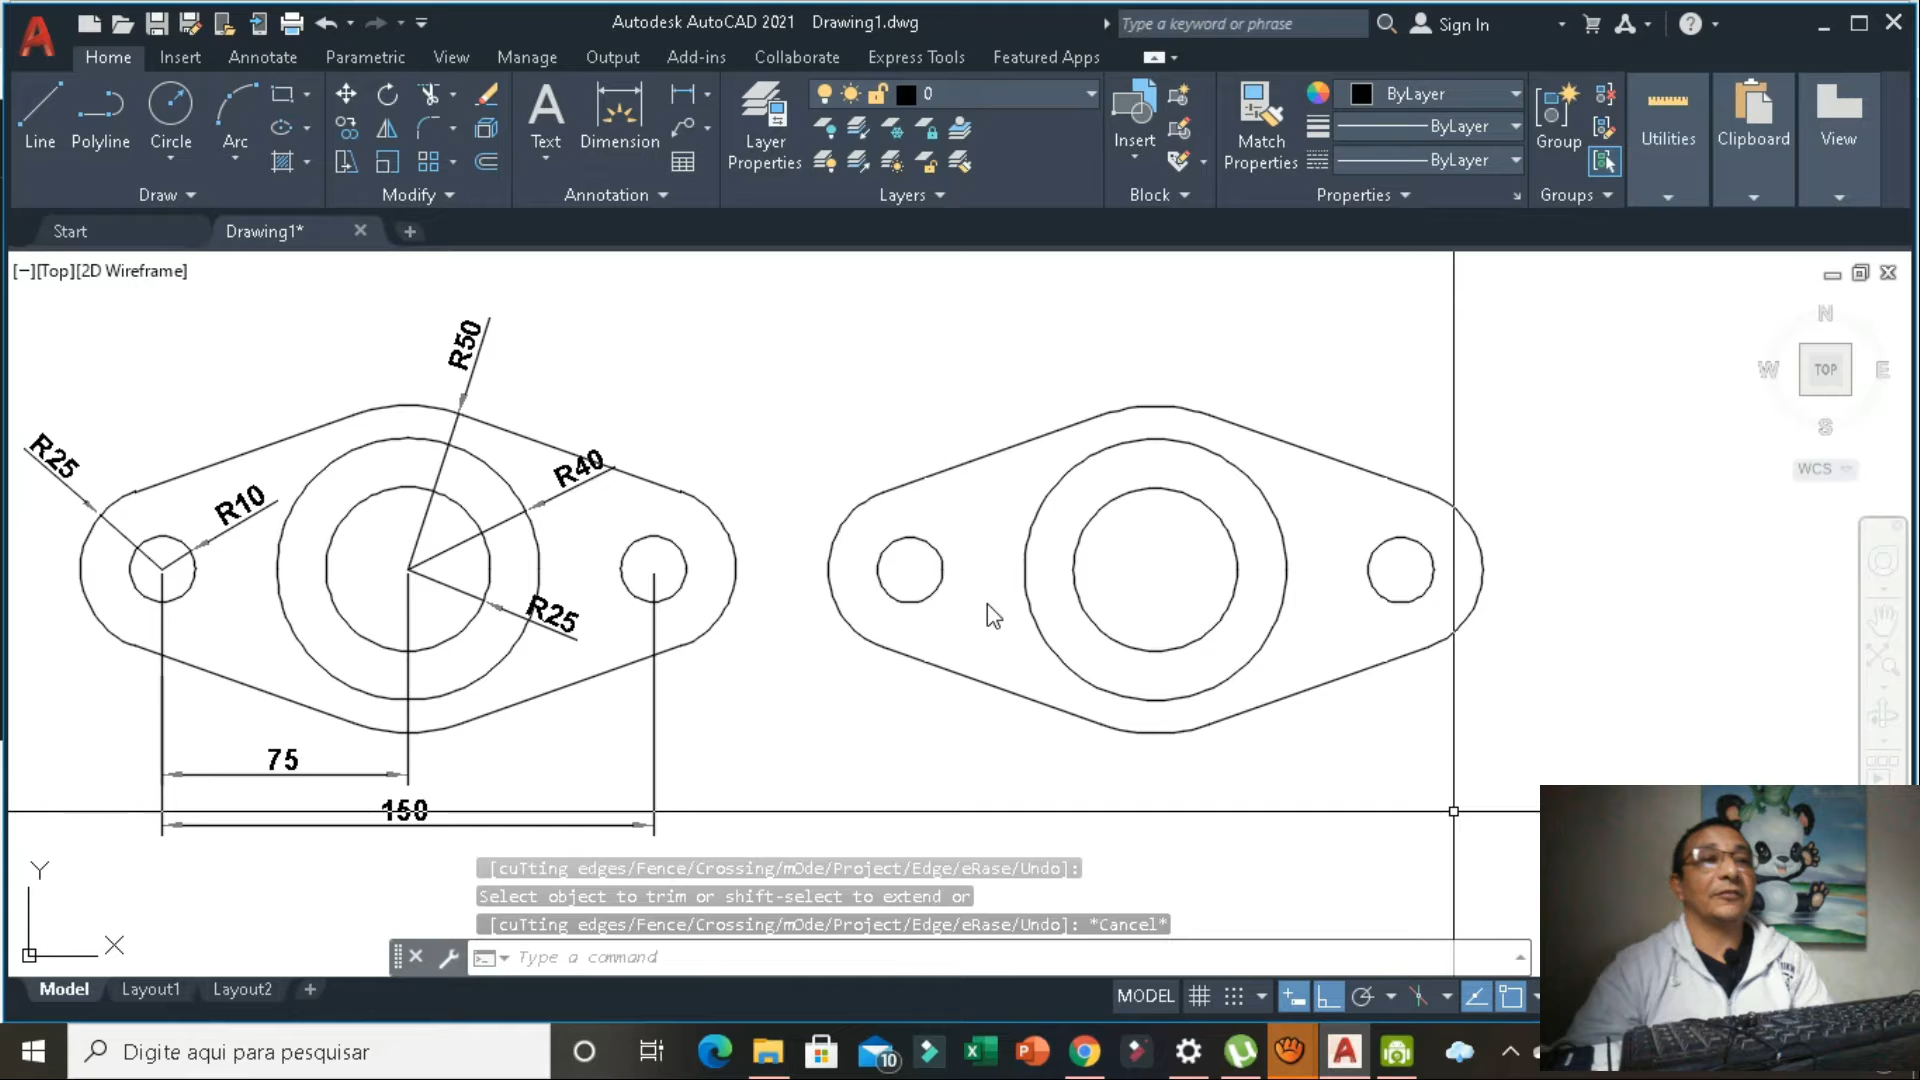 Autodesk AutoCAD 2021 Drawing1.dwg
Type a keyword or phrase
Sign In
Home Insert Annotate Parametric View Manage Output Add-ins Collaborate Express Tools Featured Apps
0
ByLayer
ByLayer
ByLayer
Line Polyline Circle Arc
Text Dimension
Layer Properties
Insert
Match Properties
Group
Utilities
Clipboard
View
Draw Modify Annotation Layers Block Properties Groups
Start Drawing1*
[−][Top][2D Wireframe]
N
W TOP E
S
WCS
R50
R25
R10
R40
R25
75
150
Y
X
[cuTting edges/Fence/Crossing/mOde/Project/Edge/eRase/Undo]:
Select object to trim or shift-select to extend or
[cuTting edges/Fence/Crossing/mOde/Project/Edge/eRase/Undo]: *Cancel*
Type a command
Model Layout1 Layout2
MODEL
Digite aqui para pesquisar
10